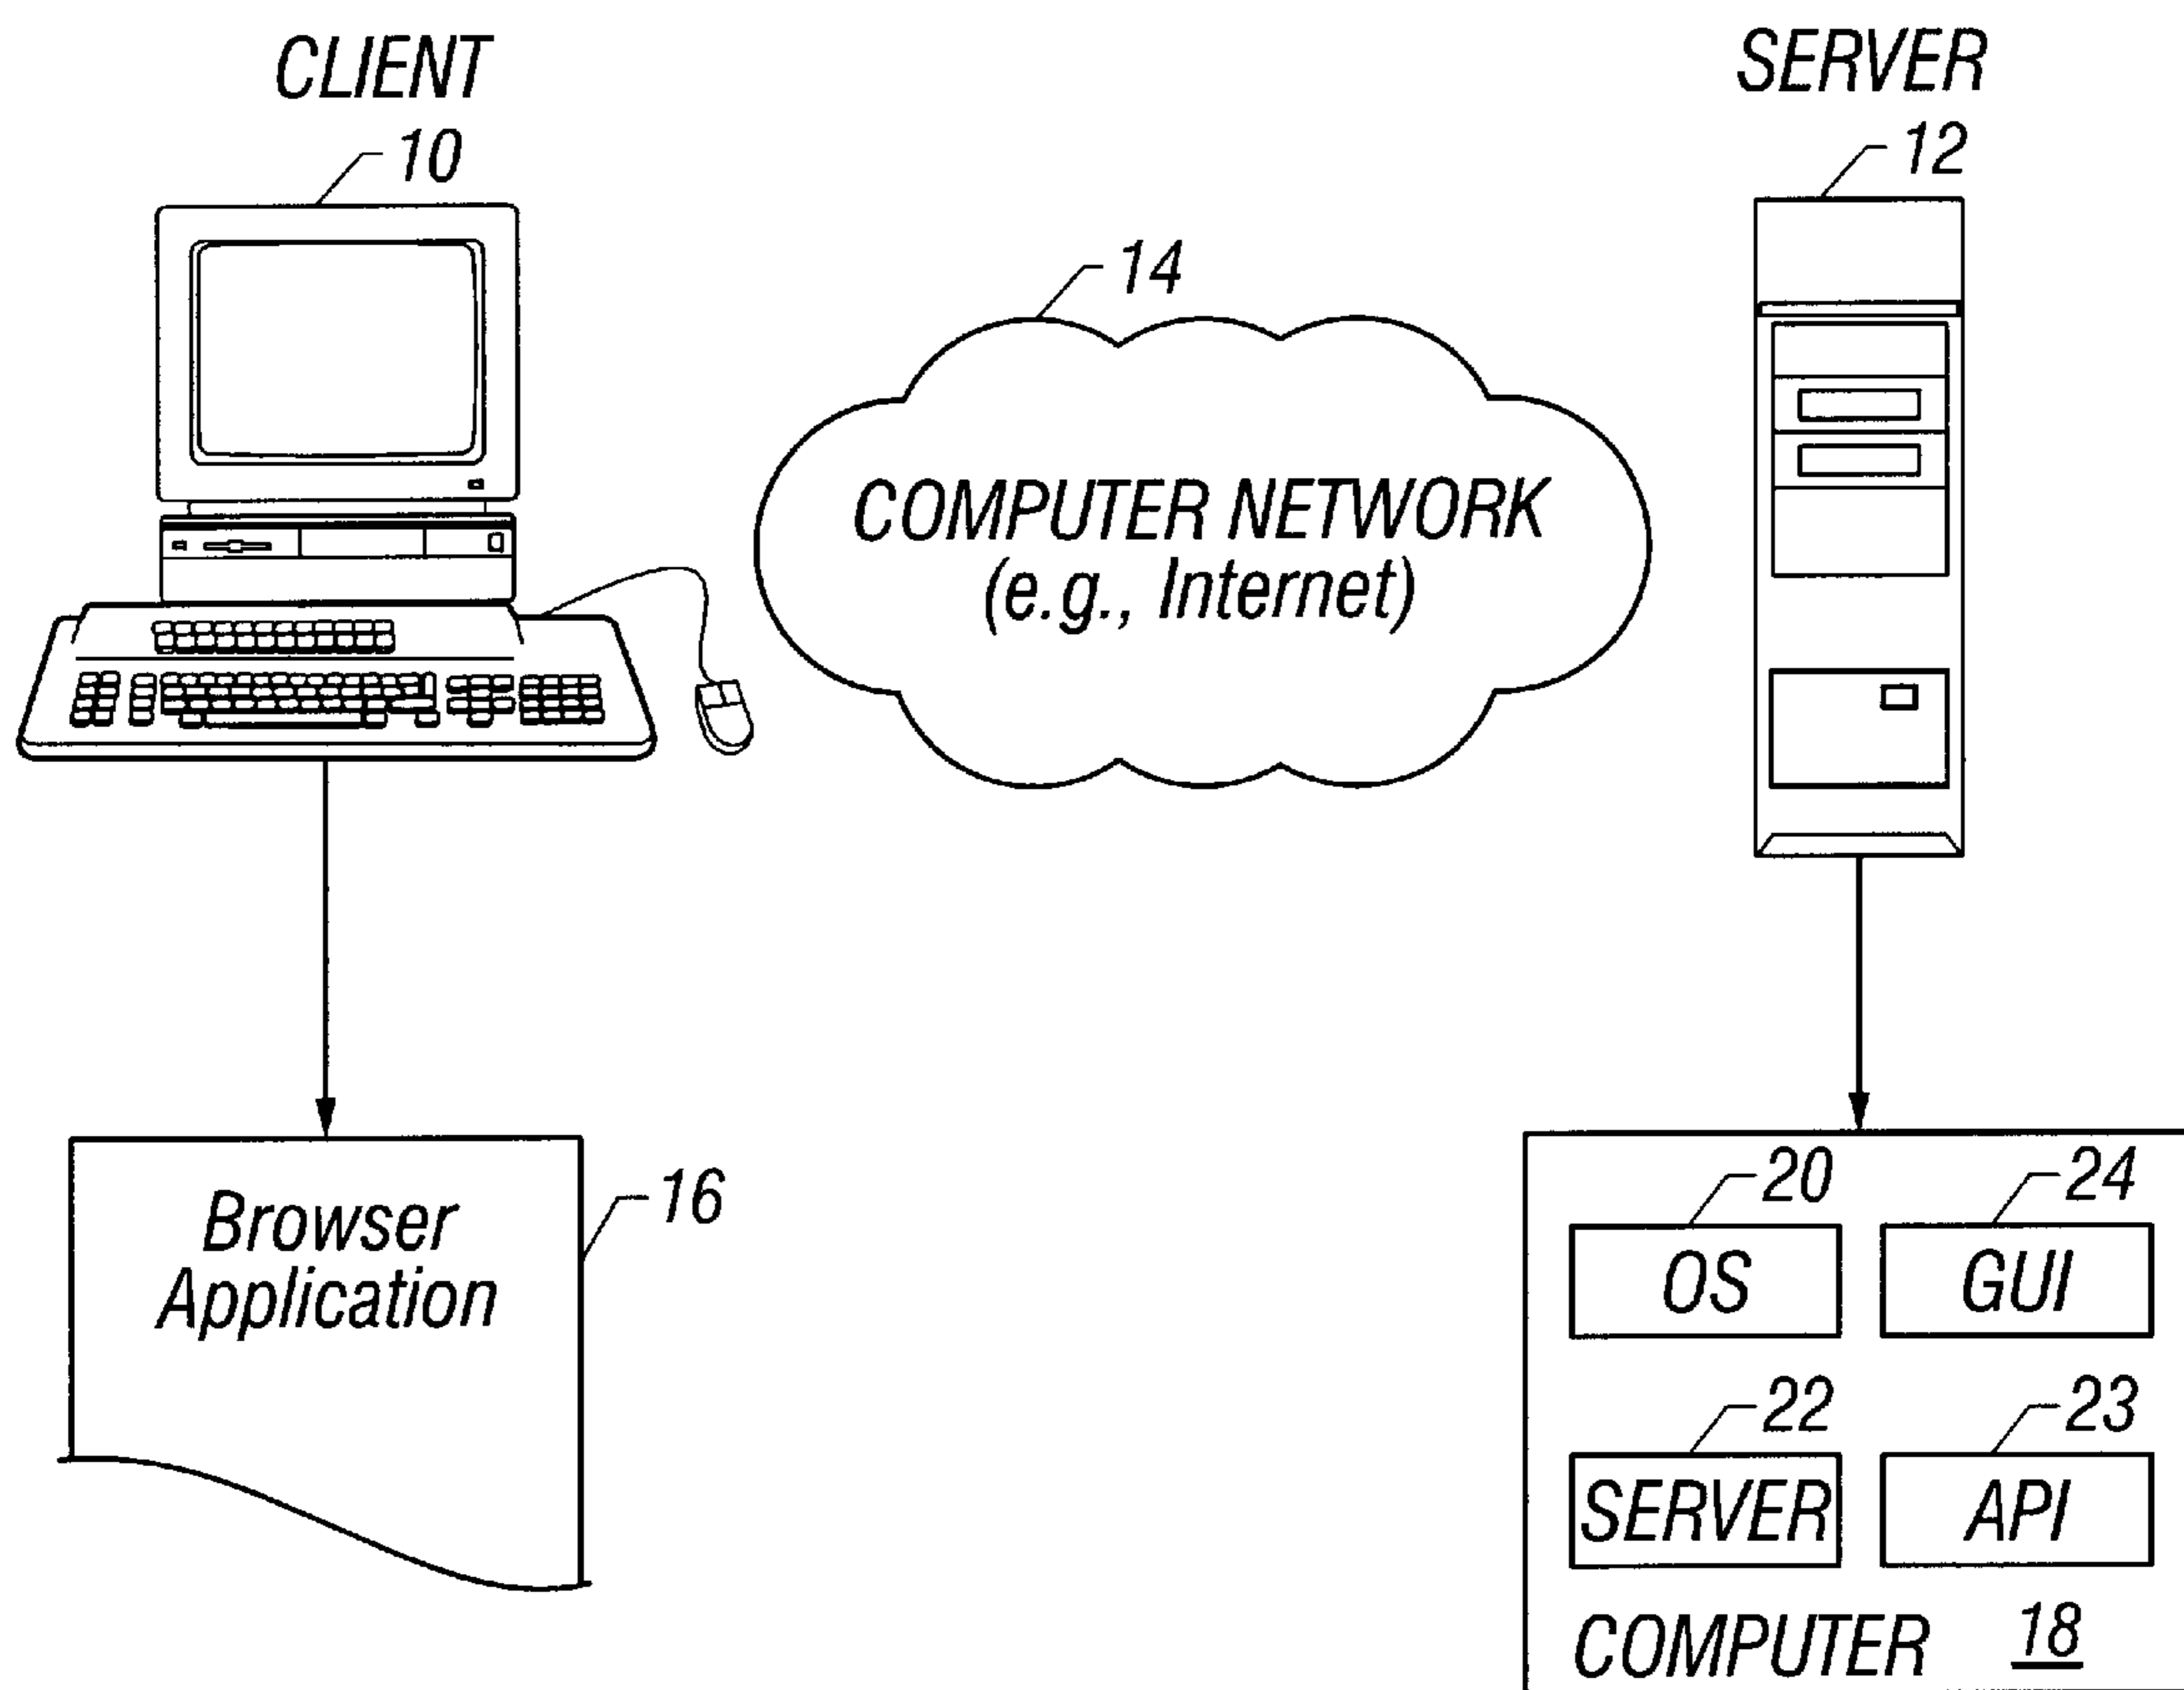 CLIENT
10
SERVER
12
14
COMPUTER NETWORK
(e.g., Internet)
Browser
Application
16
20
OS
24
GUI
22
SERVER
23
API
COMPUTER 18